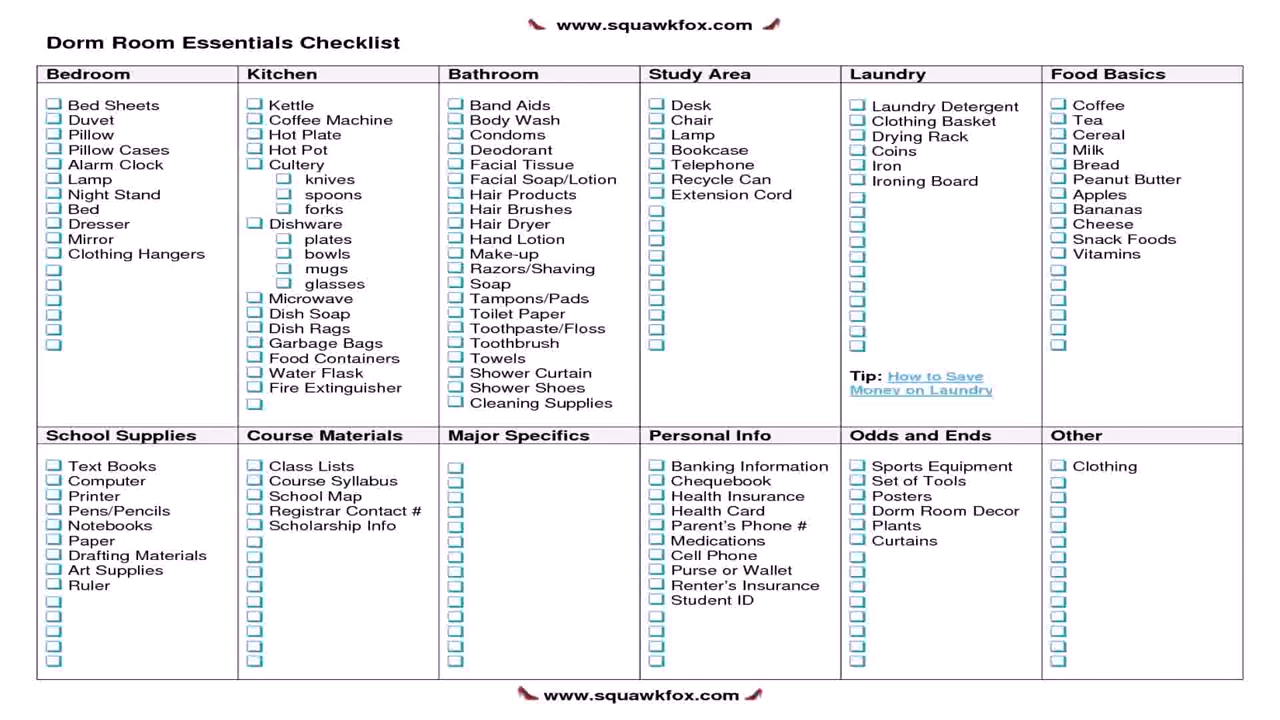 www.squawkfox.com
Dorm Room Essentials Checklist
Bedroom
Bed Sheets
Duvet
Pillow
Pillow Cases
Alarm Clock
Lamp
Night Stand
Bed
Dresser
Mirror
Clothing Hangers
Kitchen
Kettle
Coffee Machine
Hot Plate
Hot Pot
Cultery
knives
spoons
forks
Dishware
plates
bowls
mugs
glasses
Microwave
Dish Soap
Dish Rags
Garbage Bags
Food Containers
Water Flask
Fire Extinguisher
Bathroom
Band Aids
Body Wash
Condoms
Deodorant
Facial Tissue
Facial Soap/Lotion
Hair Products
Hair Brushes
Hair Dryer
Hand Lotion
Make-up
Razors/Shaving
Soap
Tampons/Pads
Toilet Paper
Toothpaste/Floss
Toothbrush
Towels
Shower Curtain
Shower Shoes
Cleaning Supplies
Study Area
Desk
Chair
Lamp
Bookcase
Telephone
Recycle Can
Extension Cord
Laundry
Laundry Detergent
Clothing Basket
Drying Rack
Coins
Iron
Ironing Board
Tip: How to Save
Money on Laundry
Food Basics
Coffee
Tea
Cereal
Milk
Bread
Peanut Butter
Apples
Bananas
Cheese
Snack Foods
Vitamins
School Supplies
Text Books
Computer
Printer
Pens/Pencils
Notebooks
Paper
Drafting Materials
Art Supplies
Ruler
Course Materials
Class Lists
Course Syllabus
School Map
Registrar Contact #
Scholarship Info
Major Specifics
Personal Info
Banking Information
Chequebook
Health Insurance
Health Card
Parent's Phone #
Medications
Cell Phone
Purse or Wallet
Renter's Insurance
Student ID
Odds and Ends
Sports Equipment
Set of Tools
Posters
Dorm Room Decor
Plants
Curtains
Other
Clothing
www.squawkfox.com